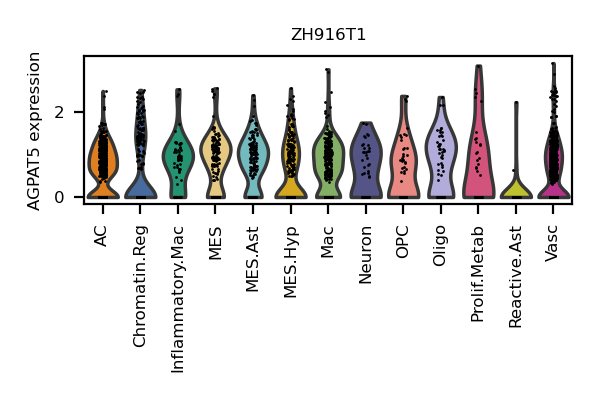 ZH916T1
AGPAT5 expression
2
0
AC
Chromatin.Reg
Inflammatory.Mac
MES
MES.Ast
MES.Hyp
Mac
Neuron
OPC
Oligo
Prolif.Metab
Reactive.Ast
Vasc